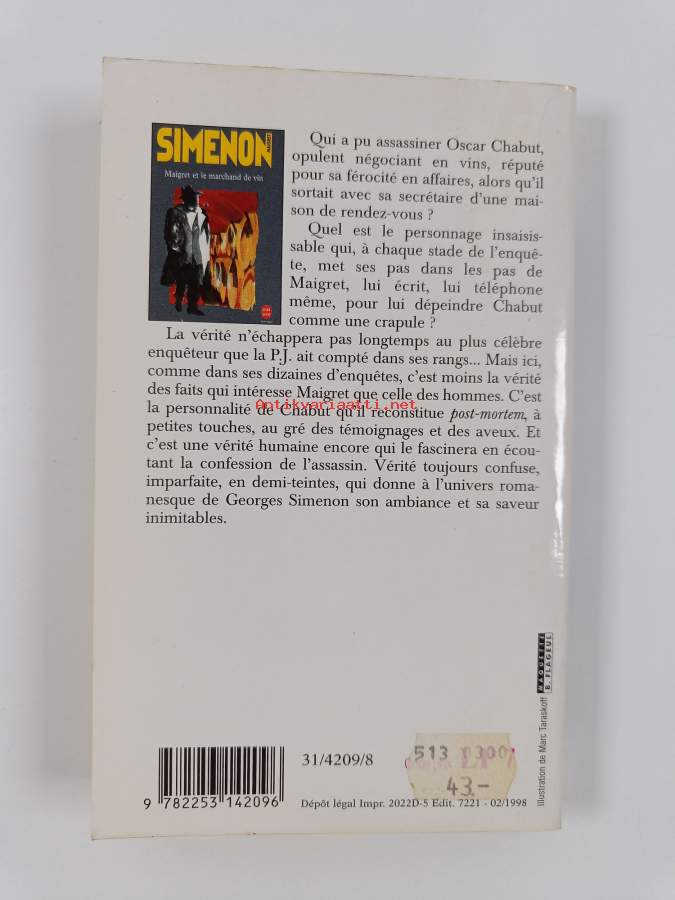 SIMENON
MAIGRET
Maigret et le marchand de vin
Qui a pu assassiner Oscar Chabut,
opulent négociant en vins, réputé
pour sa férocité en affaires, alors qu'il
sortait avec sa secrétaire d'une mai-
son de rendez-vous ?
Quel est le personnage insaisis-
sable qui, à chaque stade de l'enquê-
te, met ses pas dans les pas de
Maigret, lui écrit, lui téléphone
même, pour lui dépeindre Chabut
comme une crapule ?
La vérité n'échappera pas longtemps au plus célèbre
enquêteur que la P.J. ait compté dans ses rangs... Mais ici,
comme dans ses dizaines d'enquêtes, c'est moins la vérité
des faits qui intéresse Maigret que celle des hommes. C'est
Antikvariaatti.net
la personnalité de Chabut qu'il reconstitue post-mortem, à
petites touches, au gré des témoignages et des aveux. Et
c'est une vérité humaine encore qui le fascinera en écou-
tant la confession de l'assassin. Vérité toujours confuse,
imparfaite, en demi-teintes, qui donne à l'univers roma-
nesque de Georges Simenon son ambiance et sa saveur
inimitables.
MAQUETTE
B. FLAGEUL
Illustration de Marc Taraskoff
31/4209/8
513 0300
43.-
9 782253 142096
Dépôt légal Impr. 2022D-5 Edit. 7221 - 02/1998